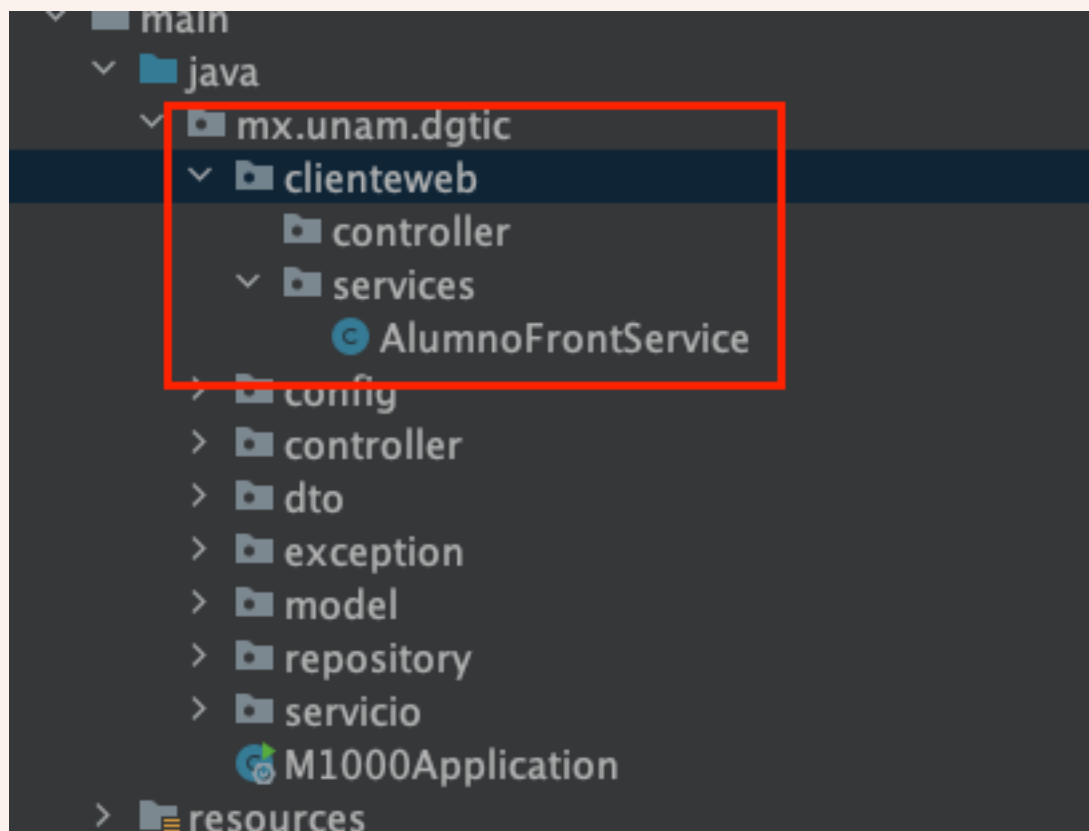 main
java
mx.unam.dgtic
clienteweb
controller
services
AlumnoFrontService
config
controller
dto
exception
model
repository
servicio
M1000Application
resources